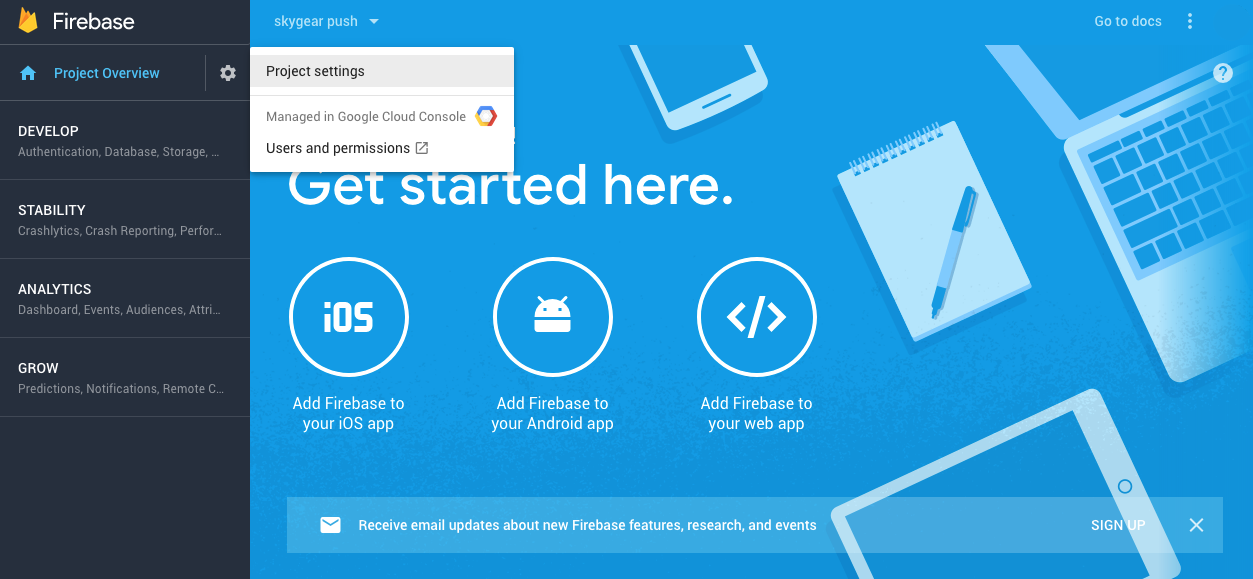 Firebase
skygear push
Go to docs
Project Overview
Project settings
Managed in Google Cloud Console
Users and permissions
DEVELOP
Authentication, Database, Storage, ...
STABILITY
Crashlytics, Crash Reporting, Perfor...
ANALYTICS
Dashboard, Events, Audiences, Attri...
GROW
Predictions, Notifications, Remote C...
?
!
Get started here.
iOS
</>
Add Firebase to
your iOS app
Add Firebase to
your Android app
Add Firebase to
your web app
Receive email updates about new Firebase features, research, and events
SIGN UP